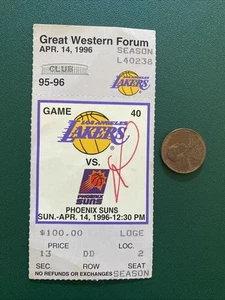 Great Western Forum
APR. 14, 1996 SEASON
L40236
CLUB
95-96
LAKERS
GAME 40
LOS ANGELES
LAKERS
VS.
PHOENIX
SUNS
PHOENIX SUNS
SUN.-APR. 14, 1996-12:30 PM
$100.00 LOGE
PRICE LOC.
13 DD 2
SEC. ROW SEAT
NO REFUNDS OR EXCHANGES SEASON